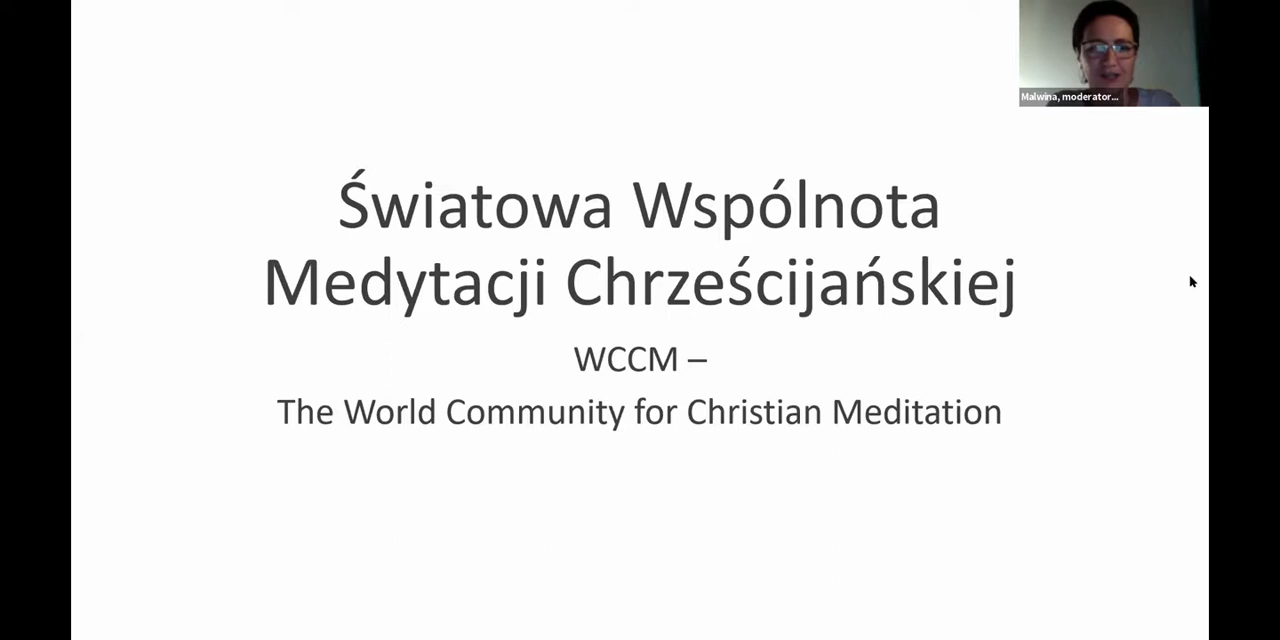 Malwina, moderator...
Światowa Wspólnota
Medytacji Chrześcijańskiej
WCCM –
The World Community for Christian Meditation